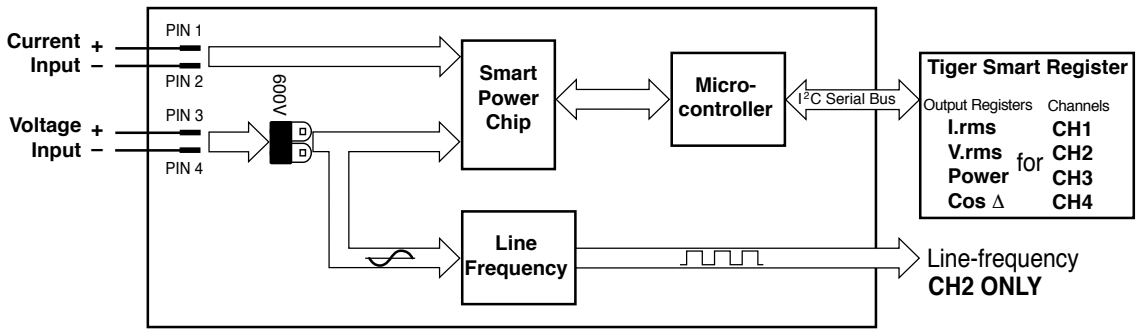 PIN 1
Current +
Input –
PIN 2
PIN 3
Voltage +
Input –
PIN 4
600V
Smart
Power
Chip
Micro-
controller
I²C Serial Bus
Tiger Smart Register
Output Registers Channels
I.rms CH1
V.rms for CH2
Power CH3
Cos Δ CH4
Line
Frequency
Line-frequency
CH2 ONLY